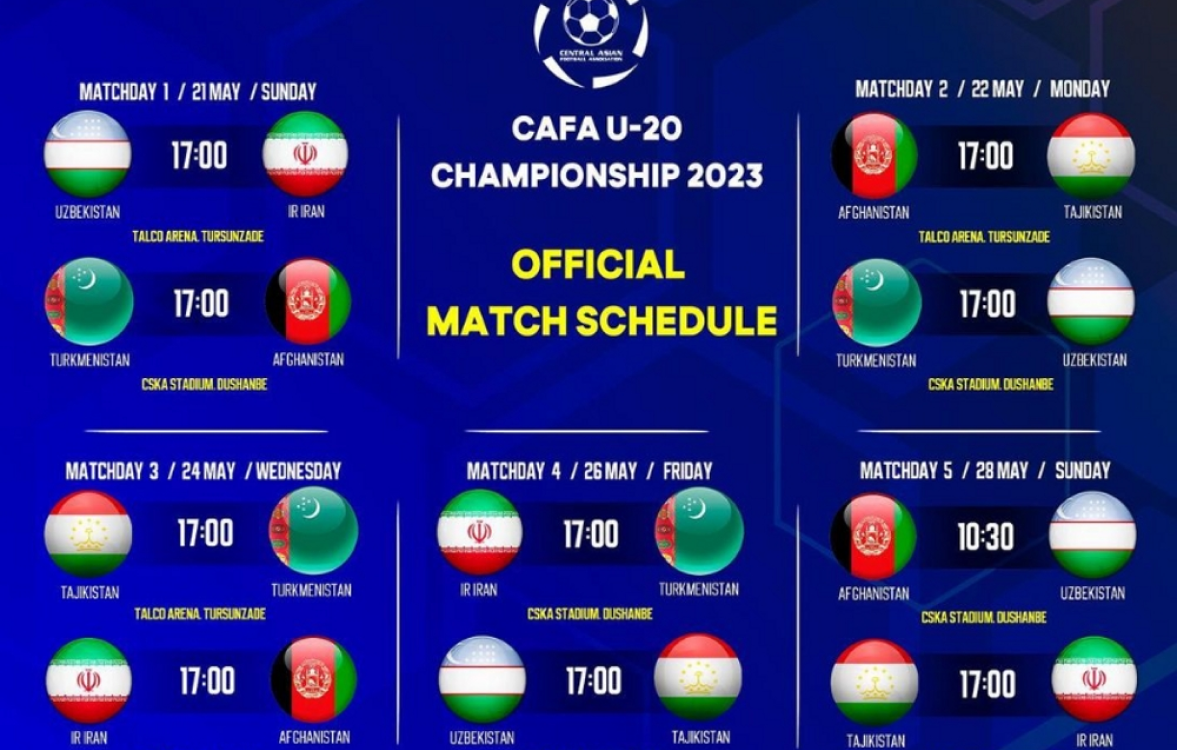 CENTRAL ASIAN
FOOTBALL ASSOCIATION
CAFA U-20
CHAMPIONSHIP 2023
OFFICIAL
MATCH SCHEDULE
MATCHDAY 1 / 21 MAY / SUNDAY
17:00
UZBEKISTAN IR IRAN
TALCO ARENA. TURSUNZADE
17:00
TURKMENISTAN AFGHANISTAN
CSKA STADIUM. DUSHANBE
MATCHDAY 2 / 22 MAY / MONDAY
17:00
AFGHANISTAN TAJIKISTAN
TALCO ARENA. TURSUNZADE
17:00
TURKMENISTAN UZBEKISTAN
CSKA STADIUM. DUSHANBE
MATCHDAY 3 / 24 MAY / WEDNESDAY
17:00
TAJIKISTAN TURKMENISTAN
TALCO ARENA. TURSUNZADE
17:00
IR IRAN AFGHANISTAN
MATCHDAY 4 / 26 MAY / FRIDAY
17:00
IR IRAN TURKMENISTAN
CSKA STADIUM. DUSHANBE
17:00
UZBEKISTAN TAJIKISTAN
MATCHDAY 5 / 28 MAY / SUNDAY
10:30
AFGHANISTAN UZBEKISTAN
CSKA STADIUM. DUSHANBE
17:00
TAJIKISTAN IR IRAN